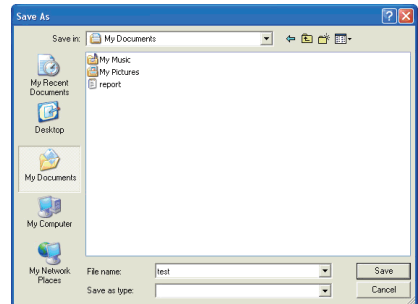 Save As
Save in:
My Documents
My Recent
Documents
Desktop
My Documents
My Computer
My Network
Places
My Music
My Pictures
report
File name:
test
Save
Save as type:
Cancel